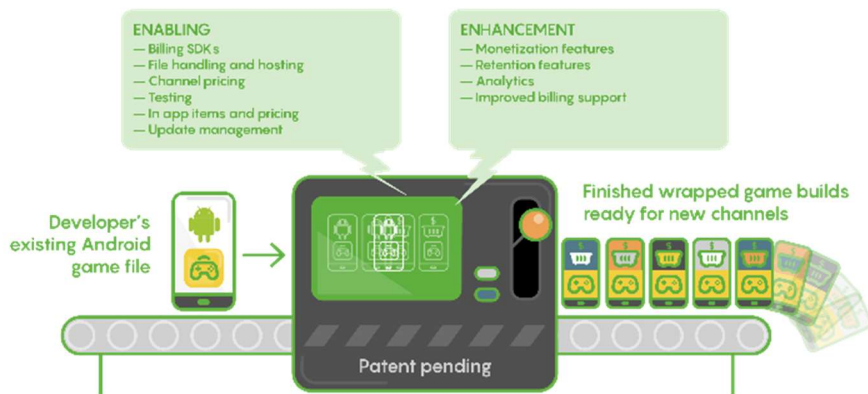 ENABLING
— Billing SDKs
— File handling and hosting
— Channel pricing
— Testing
— In app items and pricing
— Update management
ENHANCEMENT
— Monetization features
— Retention features
— Analytics
— Improved billing support
Developer's
existing Android
game file
Finished wrapped game builds
ready for new channels
Patent pending